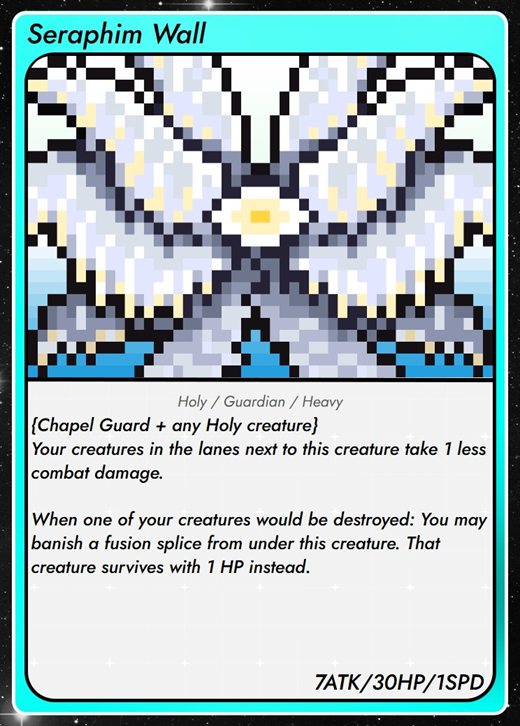 Seraphim Wall
Holy / Guardian / Heavy
{Chapel Guard + any Holy creature}
Your creatures in the lanes next to this creature take 1 less
combat damage.
When one of your creatures would be destroyed: You may
banish a fusion splice from under this creature. That
creature survives with 1 HP instead.
7ATK/30HP/1SPD